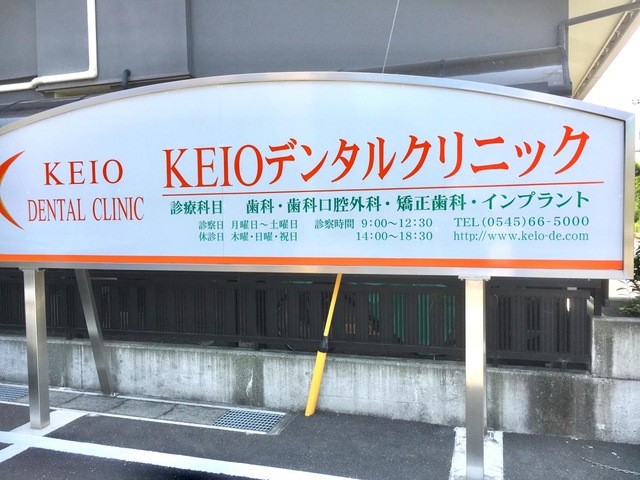 KEIO
DENTAL CLINIC
KEIOデンタルクリニック
診療科目 歯科・歯科口腔外科・矯正歯科・インプラント
診察日 月曜日〜土曜日 診察時間 9:00〜12:30 TEL(0545)66-5000
休診日 木曜・日曜・祝日 14:00〜18:30 http://www.keio-de.com